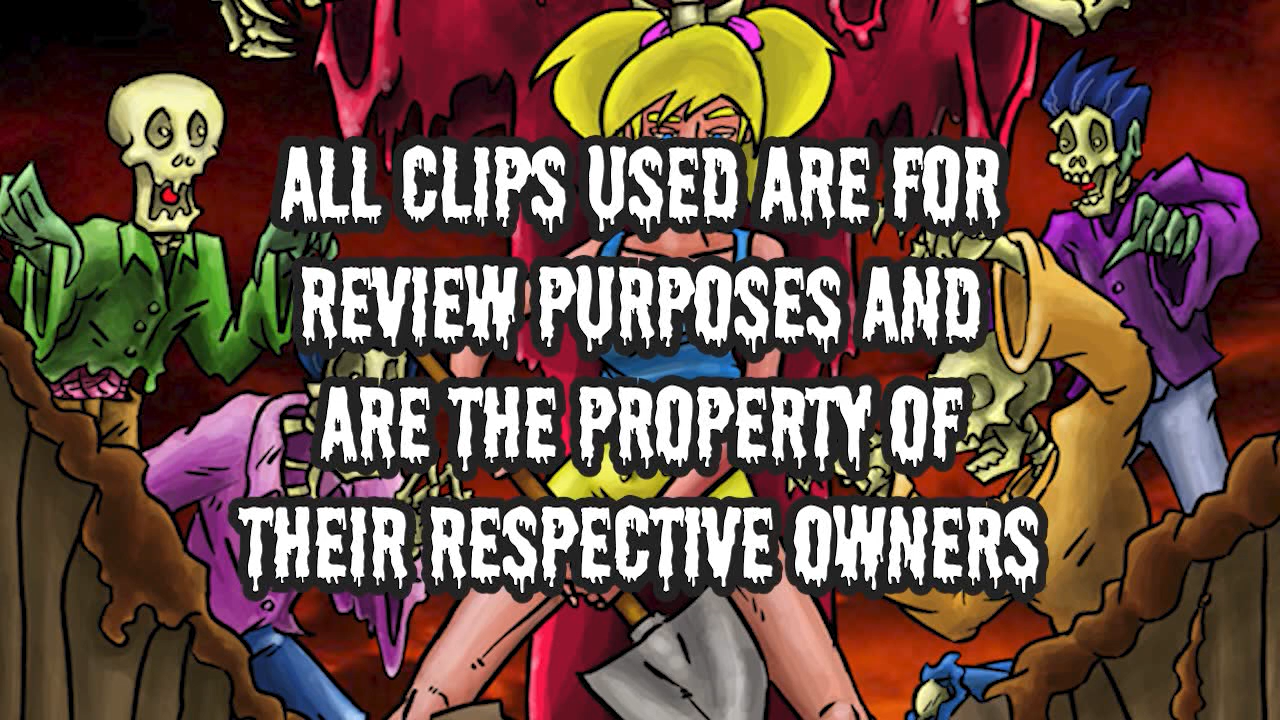 ALL CLIPS USED ARE FOR
REVIEW PURPOSES AND
ARE THE PROPERTY OF
THEIR RESPECTIVE OWNERS